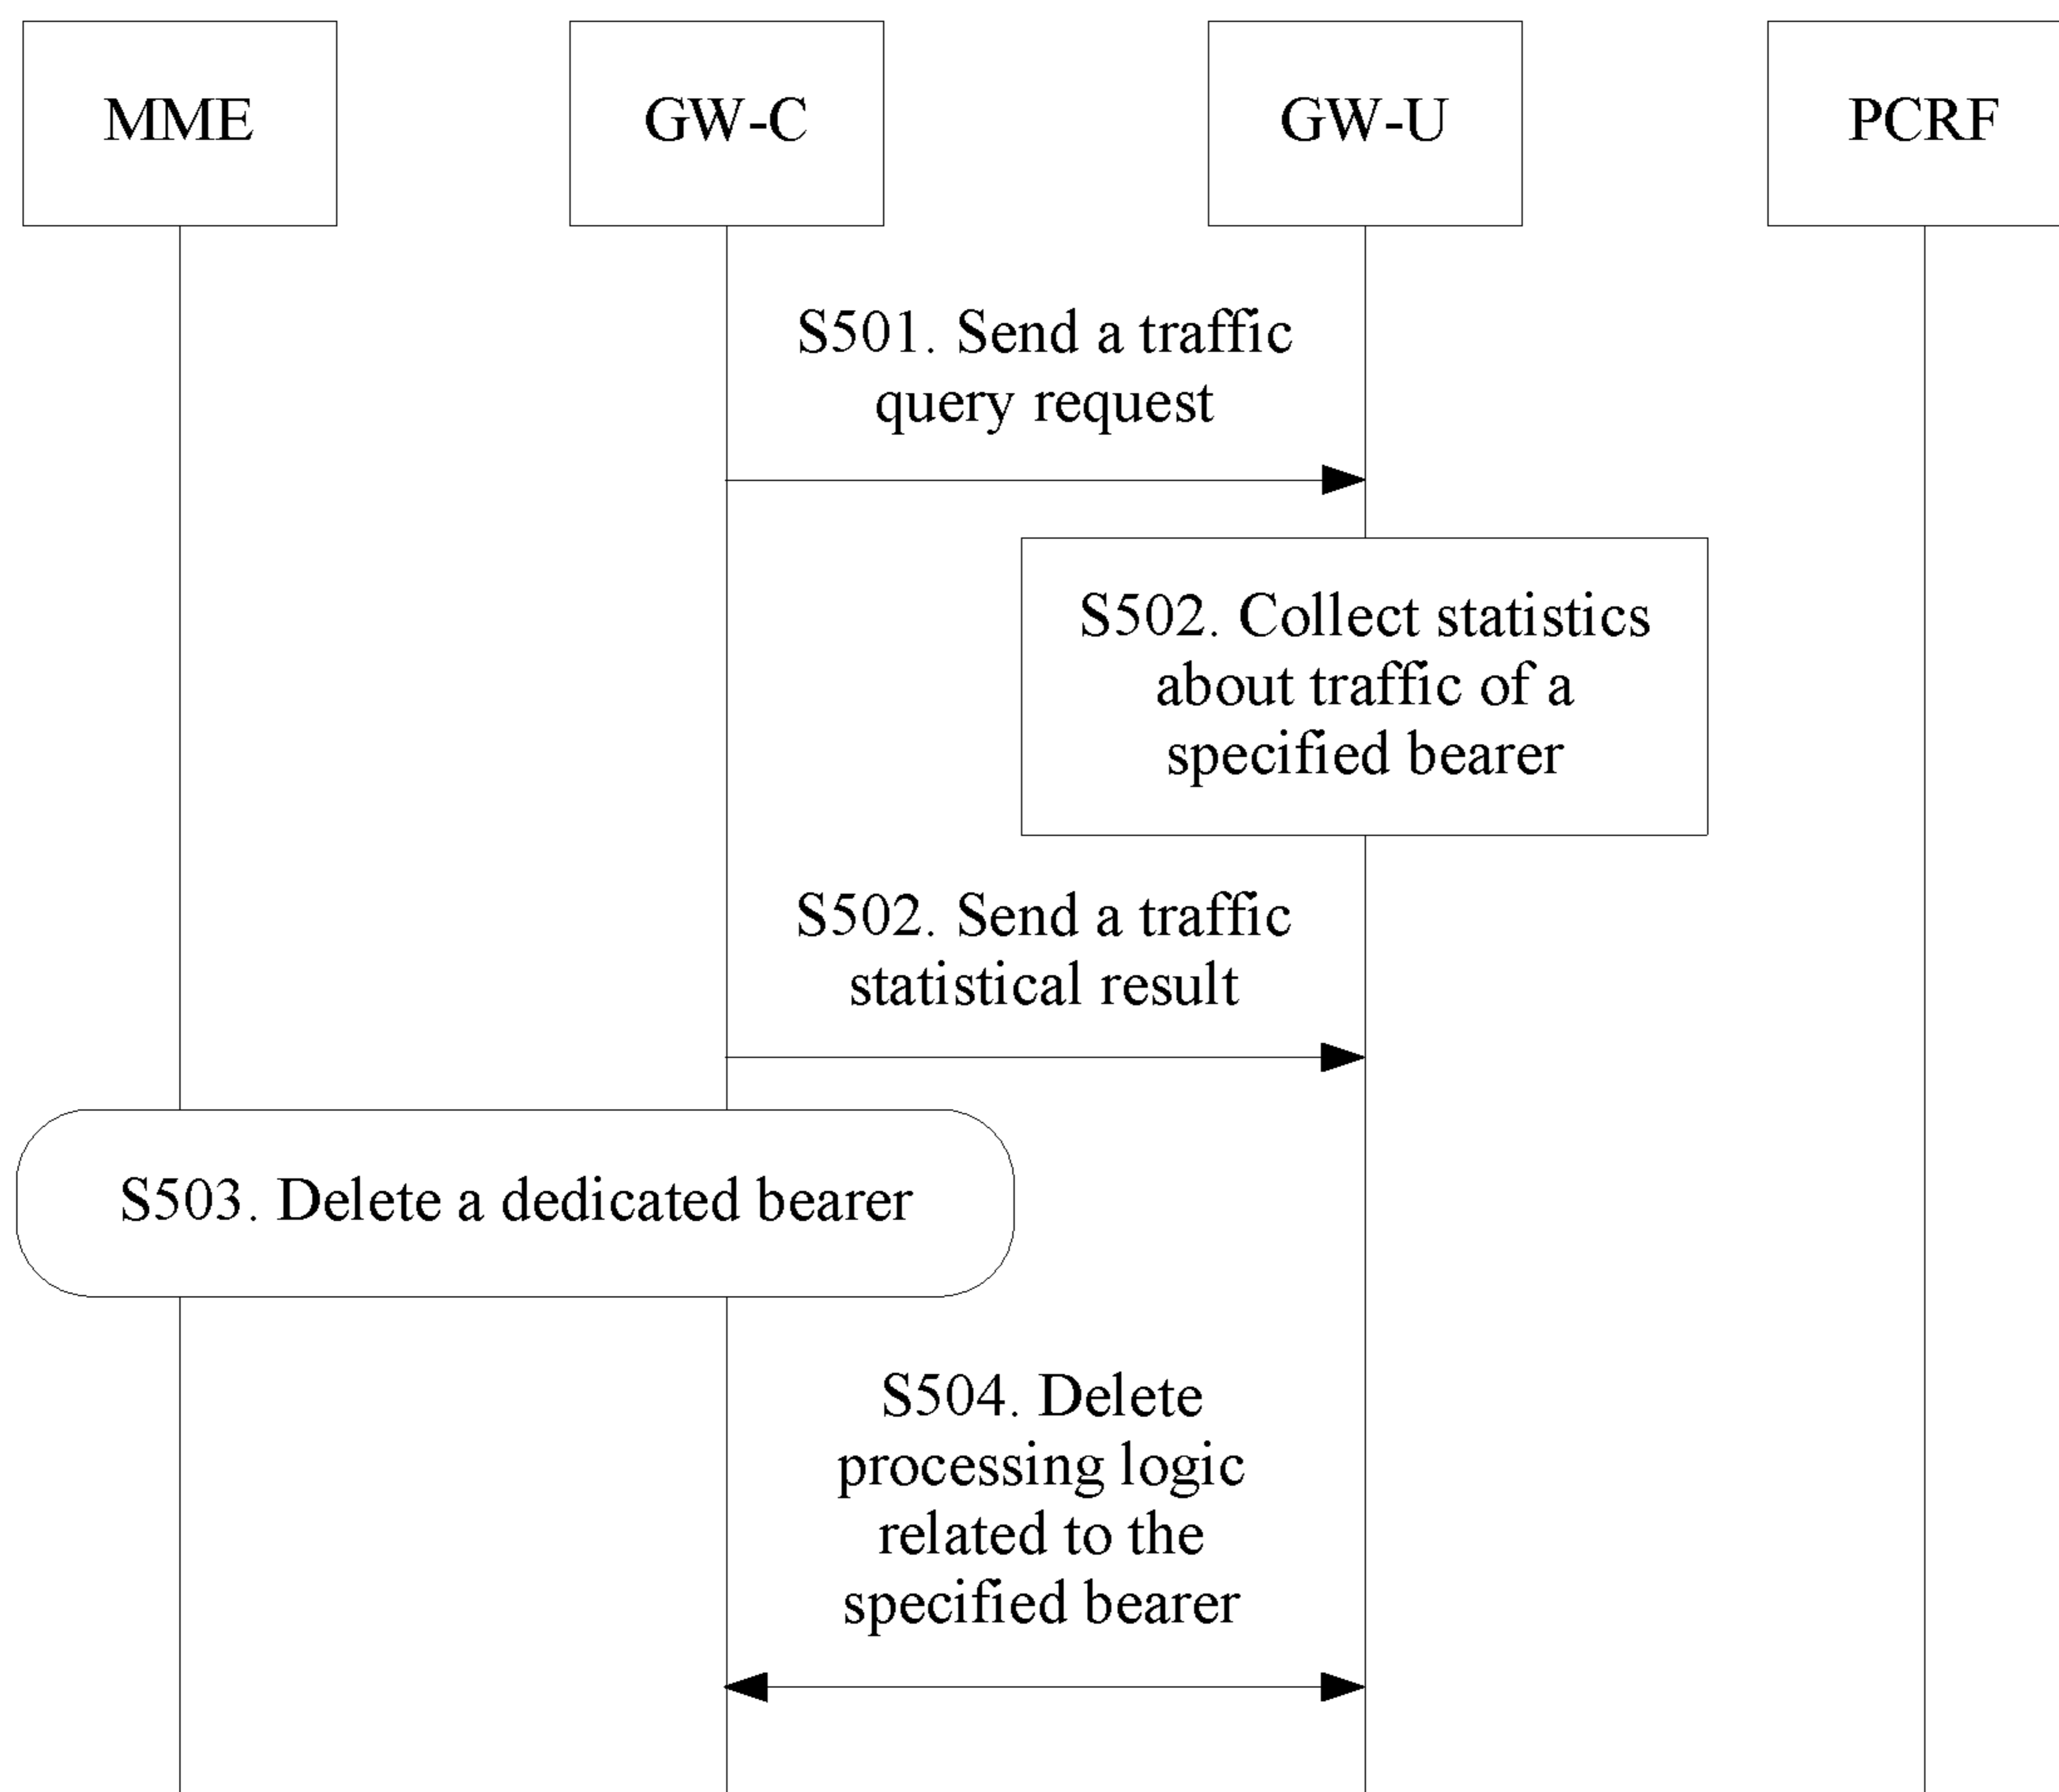 MME
GW-C
GW-U
PCRF
S501. Send a traffic
query request
S502. Collect statistics
about traffic of a
specified bearer
S502. Send a traffic
statistical result
S503. Delete a dedicated bearer
S504. Delete
processing logic
related to the
specified bearer